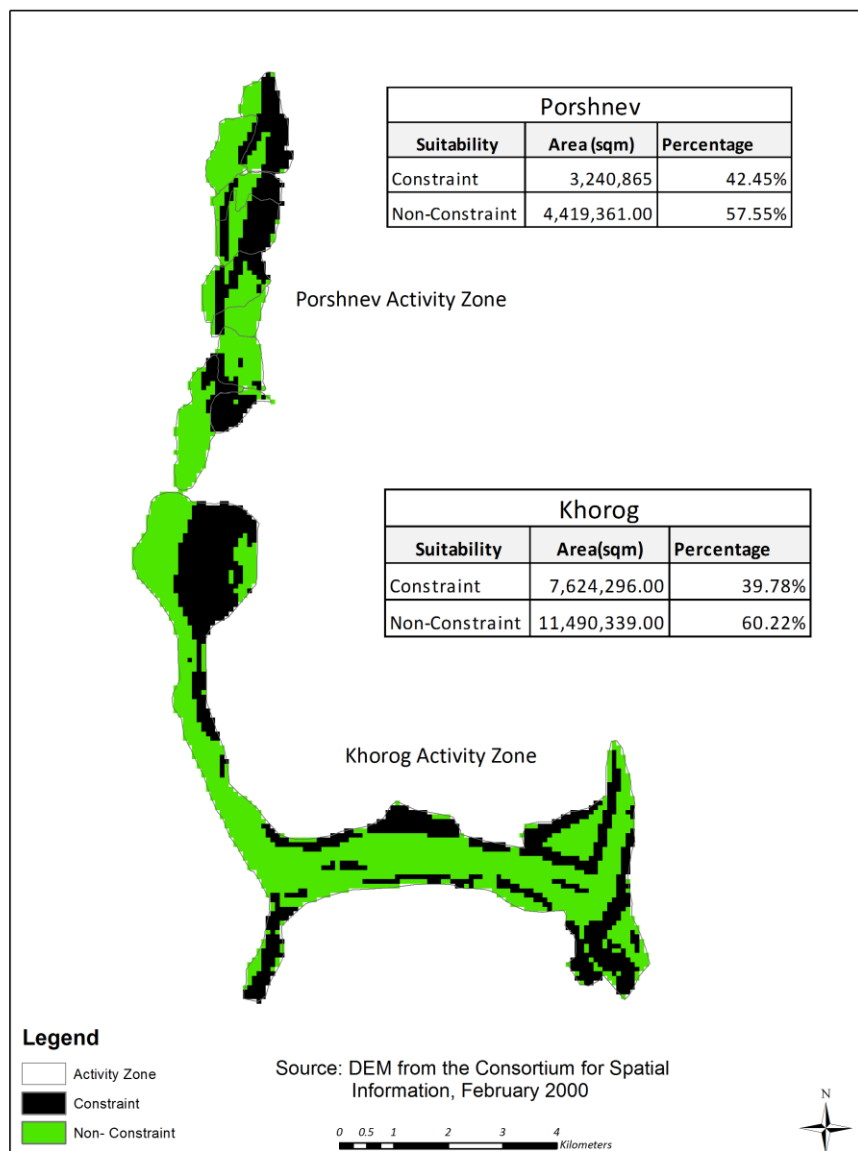 Porshnev
Suitability Area (sqm) Percentage
Constraint 3,240,865 42.45%
Non-Constraint 4,419,361.00 57.55%
Porshnev Activity Zone
Khorog
Suitability Area(sqm) Percentage
Constraint 7,624,296.00 39.78%
Non-Constraint 11,490,339.00 60.22%
Khorog Activity Zone
Legend
Activity Zone
Constraint
Non- Constraint
Source: DEM from the Consortium for Spatial
Information, February 2000
0 0.5 1 2 3 4
Kilometers
N